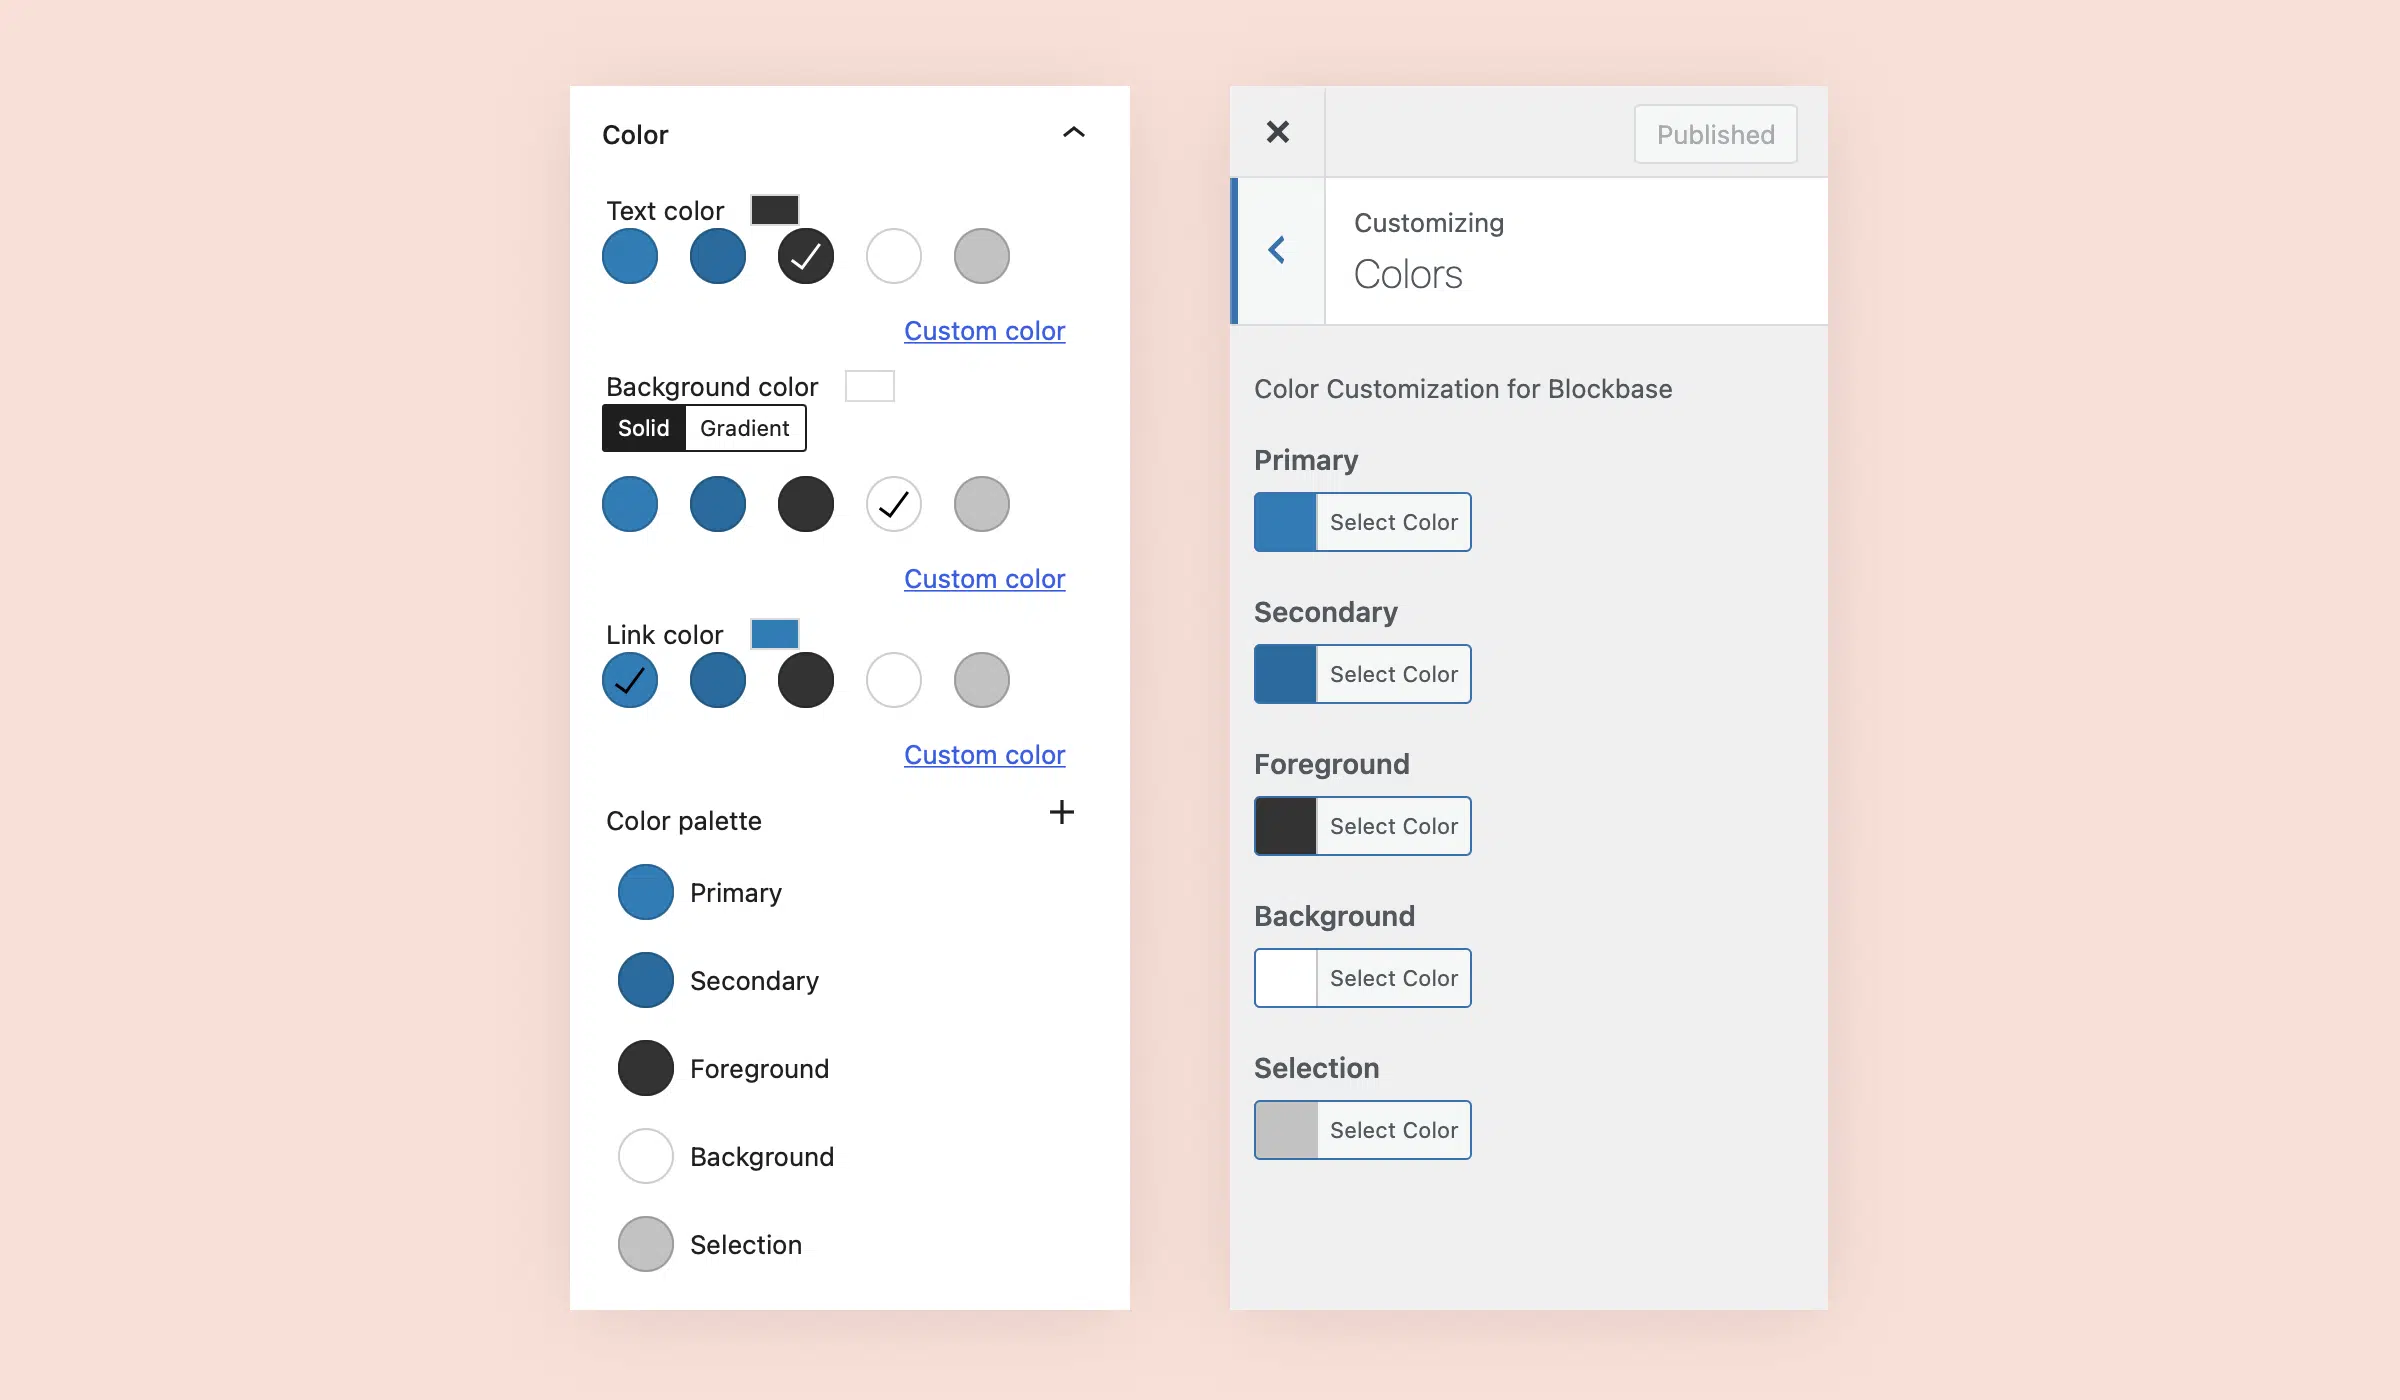 Color
Text color
Custom color
Background color
Solid Gradient
Custom color
Link color
Custom color
Color palette
Primary
Secondary
Foreground
Background
Selection
Published
Customizing
Colors
Color Customization for Blockbase
Primary
Select Color
Secondary
Select Color
Foreground
Select Color
Background
Select Color
Selection
Select Color